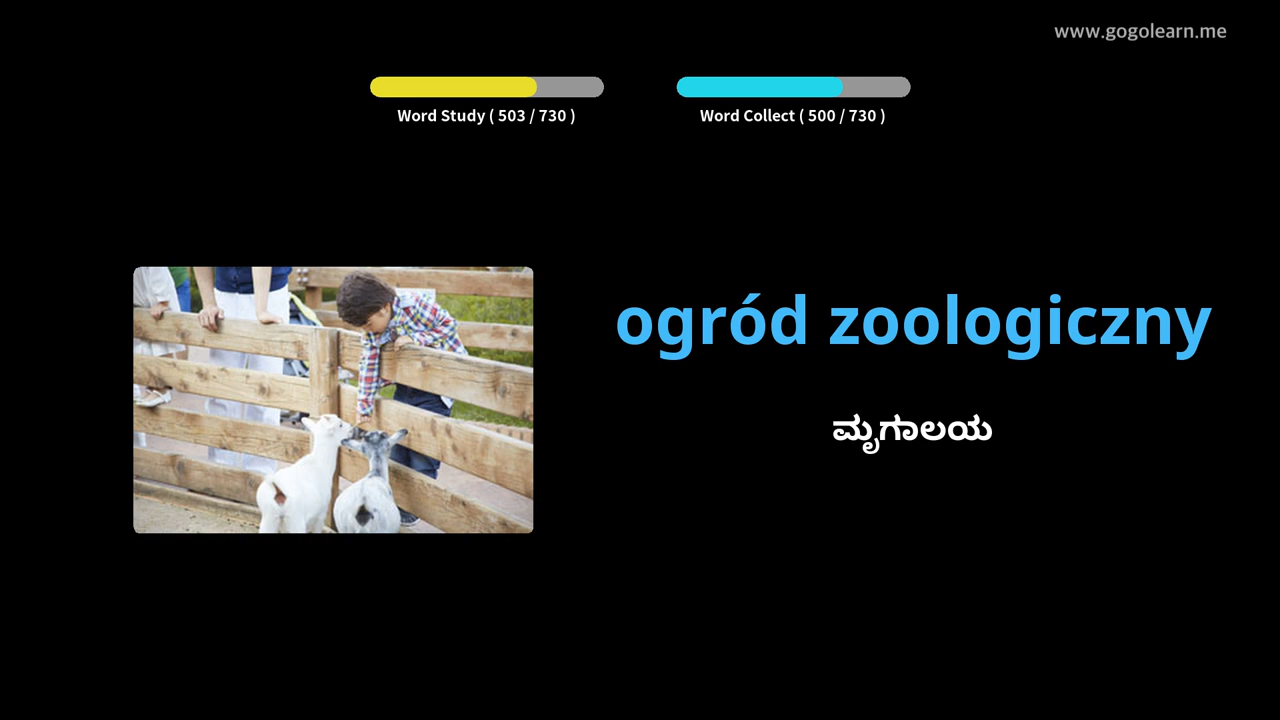 www.gogolearn.me
Word Study ( 503 / 730 )
Word Collect ( 500 / 730 )
ogród zoologiczny
ಮೃಗಾಲಯ